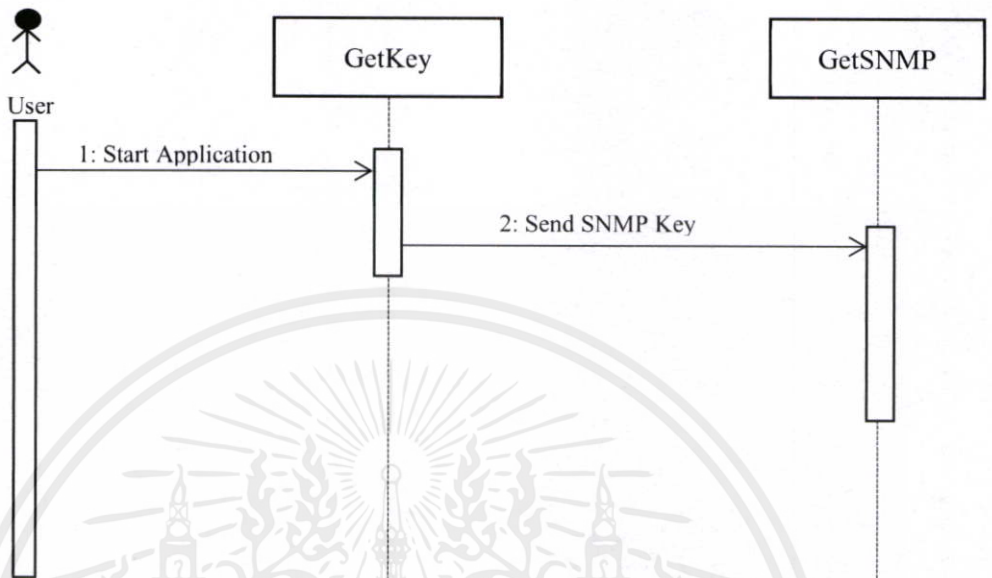 GetKey
GetSNMP
User
1: Start Application
2: Send SNMP Key